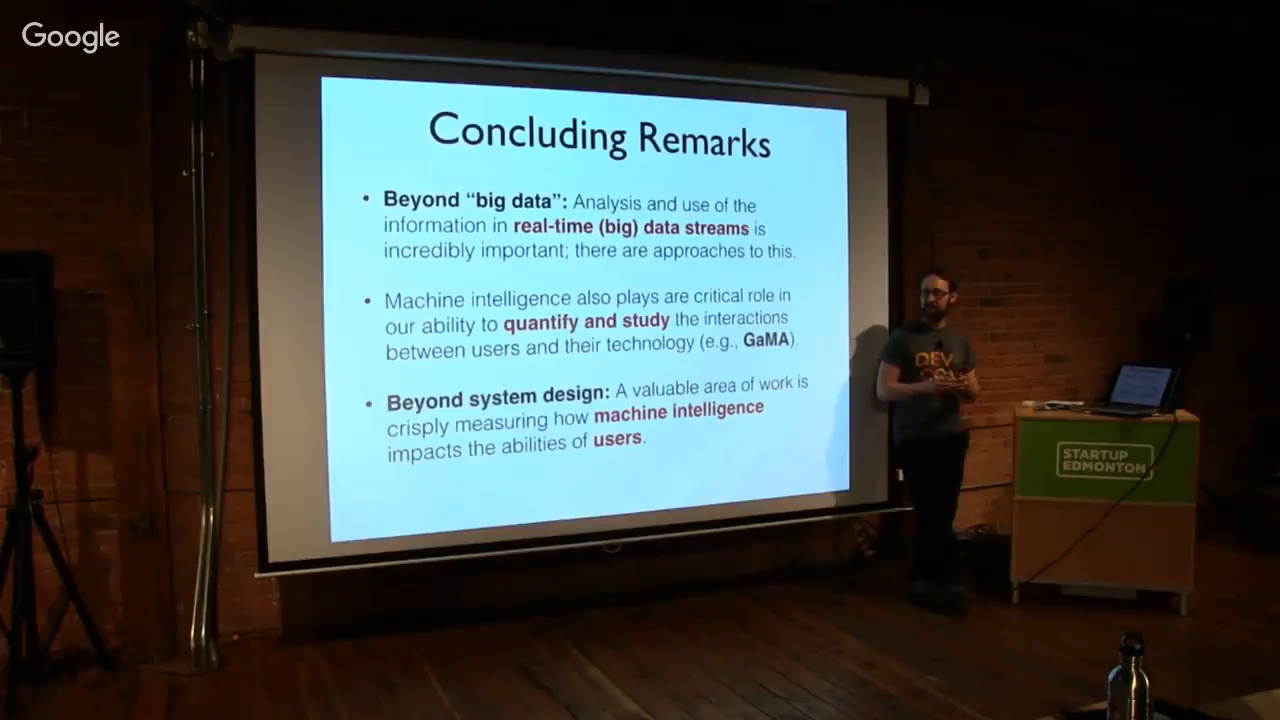 Google
Concluding Remarks
• Beyond “big data”: Analysis and use of the
information in real-time (big) data streams is
incredibly important; there are approaches to this.
• Machine intelligence also plays are critical role in
our ability to quantify and study the interactions
between users and their technology (e.g., GaMA).
• Beyond system design: A valuable area of work is
crisply measuring how machine intelligence
impacts the abilities of users.
DEV
STARTUP
EDMONTON